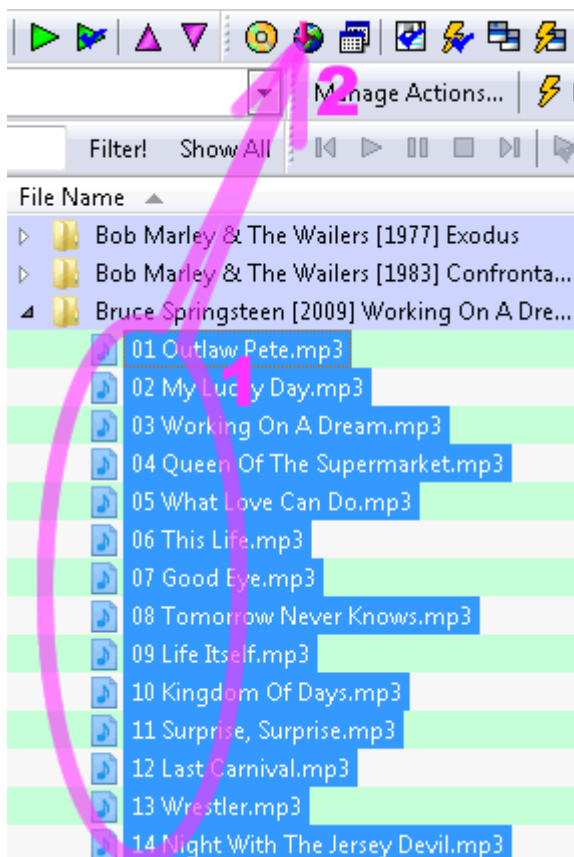 2
Manage Actions...
Filter! Show All
File Name
Bob Marley & The Wailers [1977] Exodus
Bob Marley & The Wailers [1983] Confronta...
Bruce Springsteen [2009] Working On A Dre...
01 Outlaw Pete.mp3
1
02 My Lucky Day.mp3
03 Working On A Dream.mp3
04 Queen Of The Supermarket.mp3
05 What Love Can Do.mp3
06 This Life.mp3
07 Good Eye.mp3
08 Tomorrow Never Knows.mp3
09 Life Itself.mp3
10 Kingdom Of Days.mp3
11 Surprise, Surprise.mp3
12 Last Carnival.mp3
13 Wrestler.mp3
14 Night With The Jersey Devil.mp3